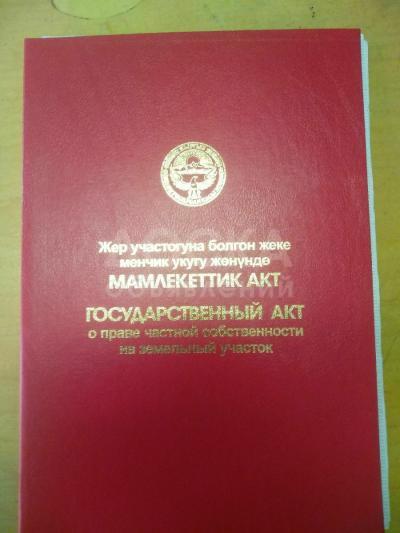 Жер участогуна болгон жеке
менчик укугу жөнүндө
МАМЛЕКЕТТИК АКТ
ГОСУДАРСТВЕННЫЙ АКТ
о праве частной собственности
на земельный участок